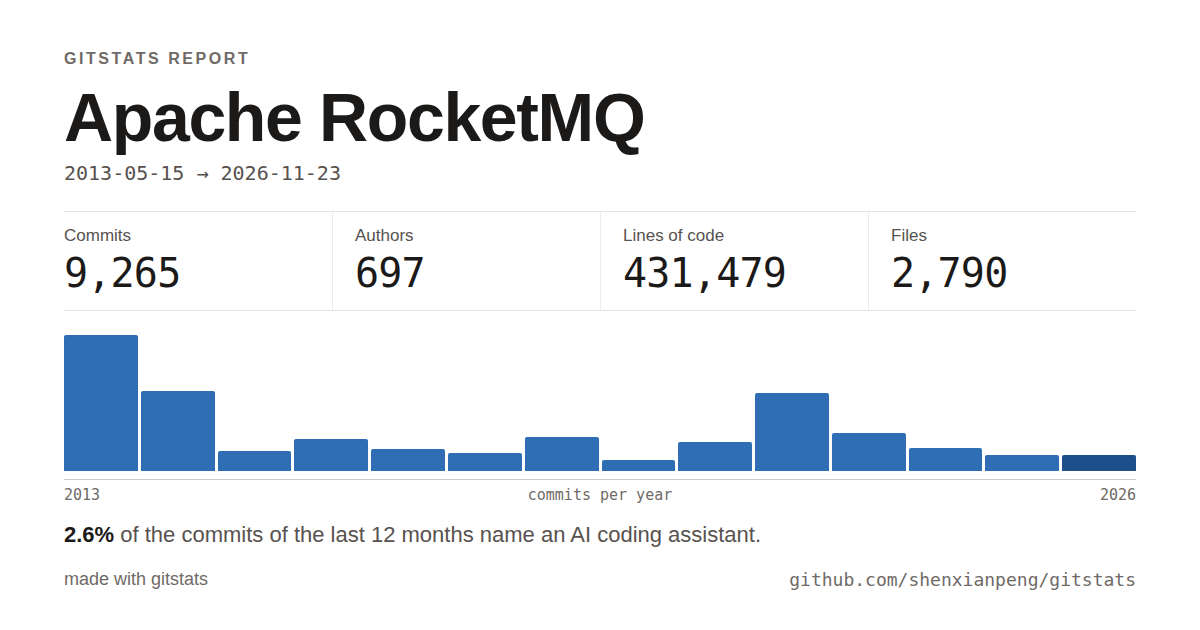 GITSTATS REPORT
Apache RocketMQ
2013-05-15 → 2026-11-23
Commits
9,265
Authors
697
Lines of code
431,479
Files
2,790
2013
commits per year
2026
2.6% of the commits of the last 12 months name an AI coding assistant.
made with gitstats
github.com/shenxianpeng/gitstats